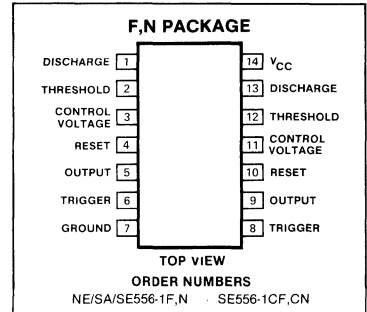 F,N PACKAGE
DISCHARGE 1
14 VCC
THRESHOLD 2
13 DISCHARGE
CONTROL
VOLTAGE 3
12 THRESHOLD
RESET 4
11 CONTROL
VOLTAGE
OUTPUT 5
10 RESET
TRIGGER 6
9 OUTPUT
GROUND 7
8 TRIGGER
TOP VIEW
ORDER NUMBERS
NE/SA/SE556-1F,N SE556-1CF,CN